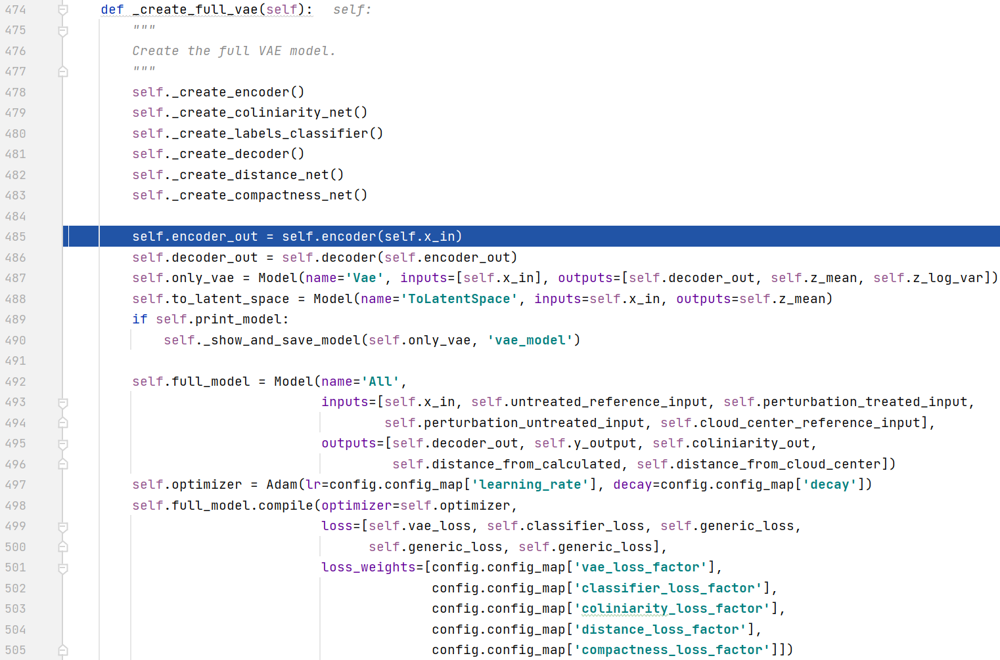 474 def _create_full_vae(self): self:
475 """
476 Create the full VAE model.
477 """
478 self._create_encoder()
479 self._create_coliniarity_net()
480 self._create_labels_classifier()
481 self._create_decoder()
482 self._create_distance_net()
483 self._create_compactness_net()
484
485 self.encoder_out = self.encoder(self.x_in)
486 self.decoder_out = self.decoder(self.encoder_out)
487 self.only_vae = Model(name='Vae', inputs=[self.x_in], outputs=[self.decoder_out, self.z_mean, self.z_log_var])
488 self.to_latent_space = Model(name='ToLatentSpace', inputs=self.x_in, outputs=self.z_mean)
489 if self.print_model:
490 self._show_and_save_model(self.only_vae, 'vae_model')
491
492 self.full_model = Model(name='All',
493 inputs=[self.x_in, self.untreated_reference_input, self.perturbation_treated_input,
494 self.perturbation_untreated_input, self.cloud_center_reference_input],
495 outputs=[self.decoder_out, self.y_output, self.coliniarity_out,
496 self.distance_from_calculated, self.distance_from_cloud_center])
497 self.optimizer = Adam(lr=config.config_map['learning_rate'], decay=config.config_map['decay'])
498 self.full_model.compile(optimizer=self.optimizer,
499 loss=[self.vae_loss, self.classifier_loss, self.generic_loss,
500 self.generic_loss, self.generic_loss],
501 loss_weights=[config.config_map['vae_loss_factor'],
502 config.config_map['classifier_loss_factor'],
503 config.config_map['coliniarity_loss_factor'],
504 config.config_map['distance_loss_factor'],
505 config.config_map['compactness_loss_factor']])